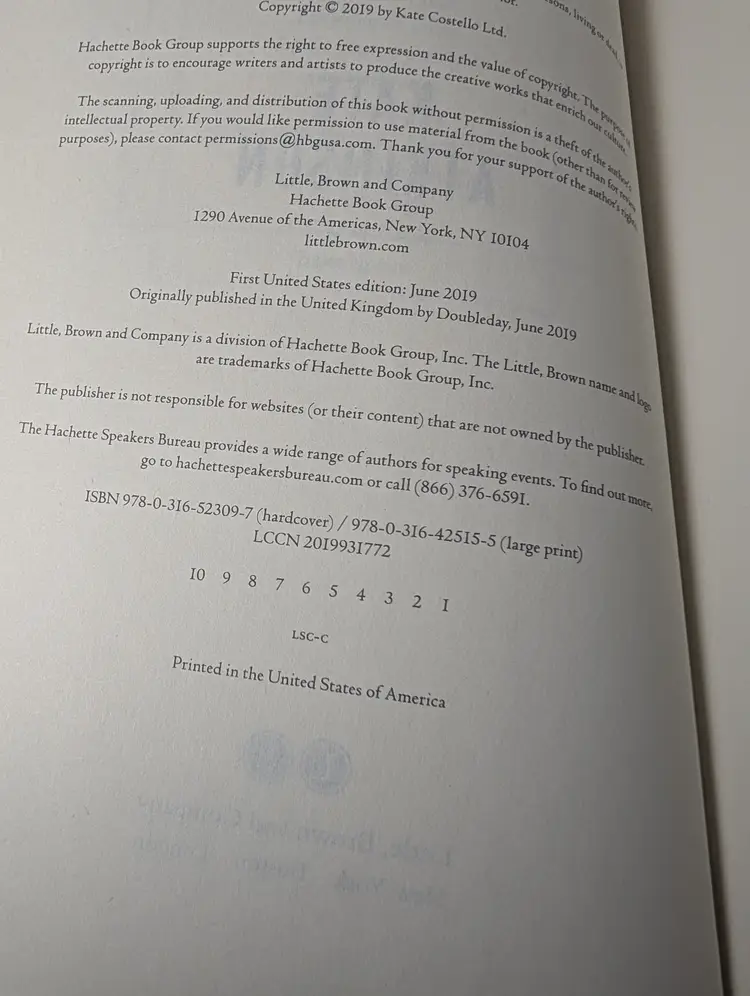 sons, living or dead
Copyright © 2019 by Kate Costello Ltd.
Hachette Book Group supports the right to free expression and the value of copyright. The purpose of
copyright is to encourage writers and artists to produce the creative works that enrich our culture.
The scanning, uploading, and distribution of this book without permission is a theft of the author's
intellectual property. If you would like permission to use material from the book (other than for review
purposes), please contact permissions@hbgusa.com. Thank you for your support of the author's rights.
Little, Brown and Company
Hachette Book Group
1290 Avenue of the Americas, New York, NY 10104
littlebrown.com
First United States edition: June 2019
Originally published in the United Kingdom by Doubleday, June 2019
Little, Brown and Company is a division of Hachette Book Group, Inc. The Little, Brown name and logo
are trademarks of Hachette Book Group, Inc.
The publisher is not responsible for websites (or their content) that are not owned by the publisher.
The Hachette Speakers Bureau provides a wide range of authors for speaking events. To find out more,
go to hachettespeakersbureau.com or call (866) 376-6591.
ISBN 978-0-316-52309-7 (hardcover) / 978-0-316-42515-5 (large print)
LCCN 2019931772
10 9 8 7 6 5 4 3 2 1
LSC-C
Printed in the United States of America
Little, Brown and Company